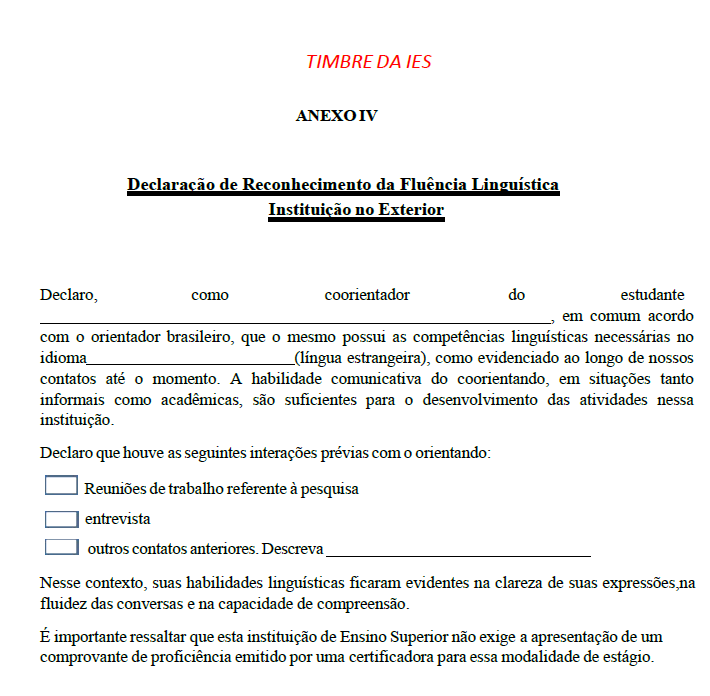 TIMBRE DA IES
ANEXO IV
Declaração de Reconhecimento da Fluência Linguística
Instituição no Exterior
Declaro, como coorientador do estudante
________________________________________________________________, em comum acordo
com o orientador brasileiro, que o mesmo possui as competências linguísticas necessárias no
idioma__________________________(língua estrangeira), como evidenciado ao longo de nossos
contatos até o momento. A habilidade comunicativa do coorientando, em situações tanto
informais como acadêmicas, são suficientes para o desenvolvimento das atividades nessa
instituição.
Declaro que houve as seguintes interações prévias com o orientando:
Reuniões de trabalho referente à pesquisa
entrevista
outros contatos anteriores. Descreva _________________________________
Nesse contexto, suas habilidades linguísticas ficaram evidentes na clareza de suas expressões,na
fluidez das conversas e na capacidade de compreensão.
É importante ressaltar que esta instituição de Ensino Superior não exige a apresentação de um
comprovante de proficiência emitido por uma certificadora para essa modalidade de estágio.